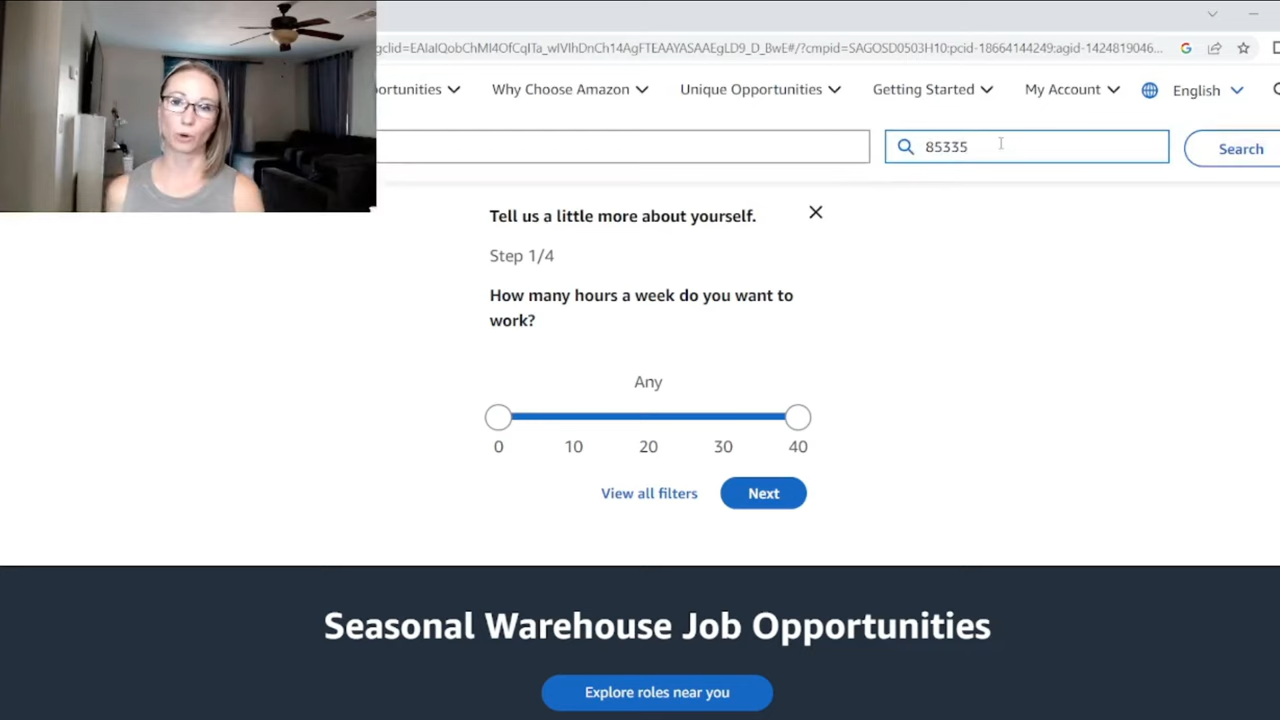 gclid=EAIaIQobChMI4OfCqITa_wIVIhDnCh14AgFTEAAYASAAEgLD9_D_BwE#/?cmpid=SAGOSD0503H10:pcid-18664144249:agid-1424819046...
ortunities Why Choose Amazon Unique Opportunities Getting Started My Account English
85335 Search
Tell us a little more about yourself.
Step 1/4
How many hours a week do you want to
work?
Any
0 10 20 30 40
View all filters Next
Seasonal Warehouse Job Opportunities
Explore roles near you